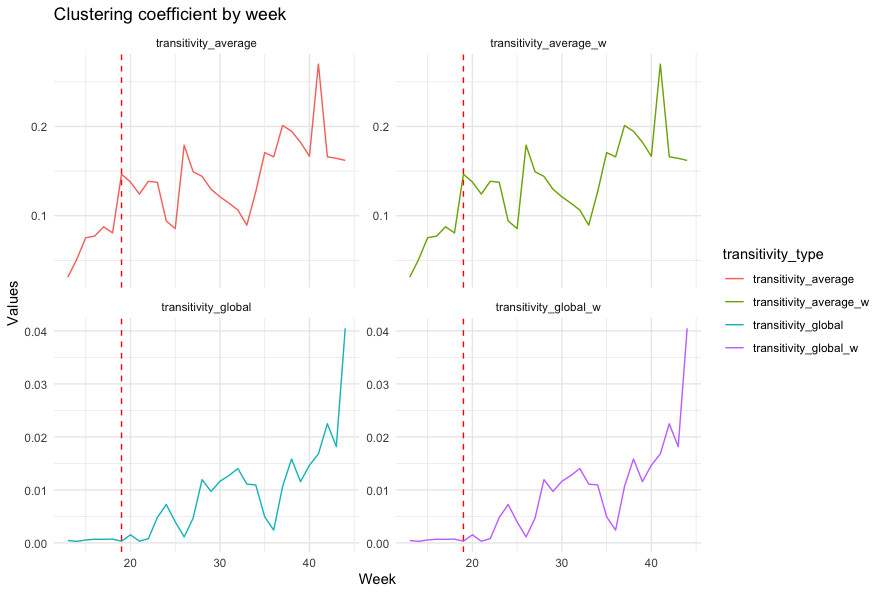 Clustering coefficient by week
transitivity_average
transitivity_average_w
0.2
0.2
0.1
0.1
transitivity_global
transitivity_global_w
0.04
0.04
0.03
0.03
0.02
0.02
0.01
0.01
0.00
0.00
20
40
20
40
Week
Values
transitivity_type
transitivity_average
transitivity_average_w
transitivity_global
transitivity_global_w